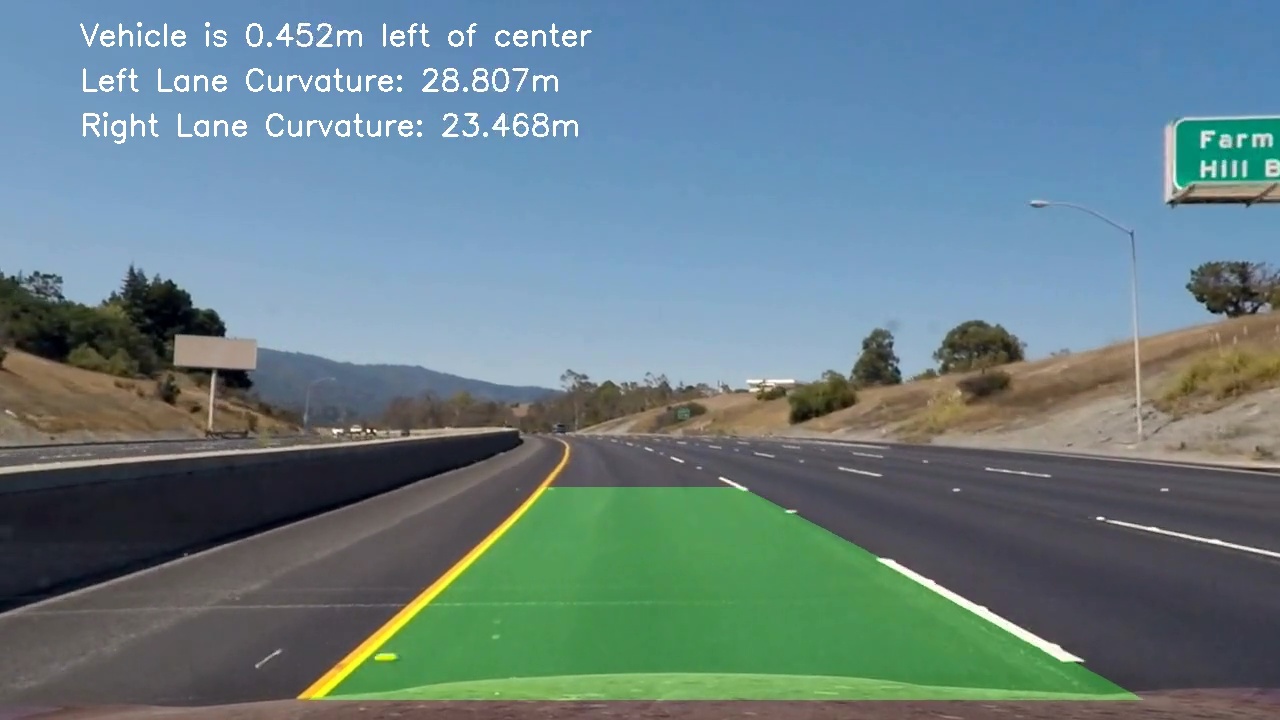 Vehicle is 0.452m left of center
Left Lane Curvature: 28.807m
Right Lane Curvature: 23.468m
Farm
Hill B